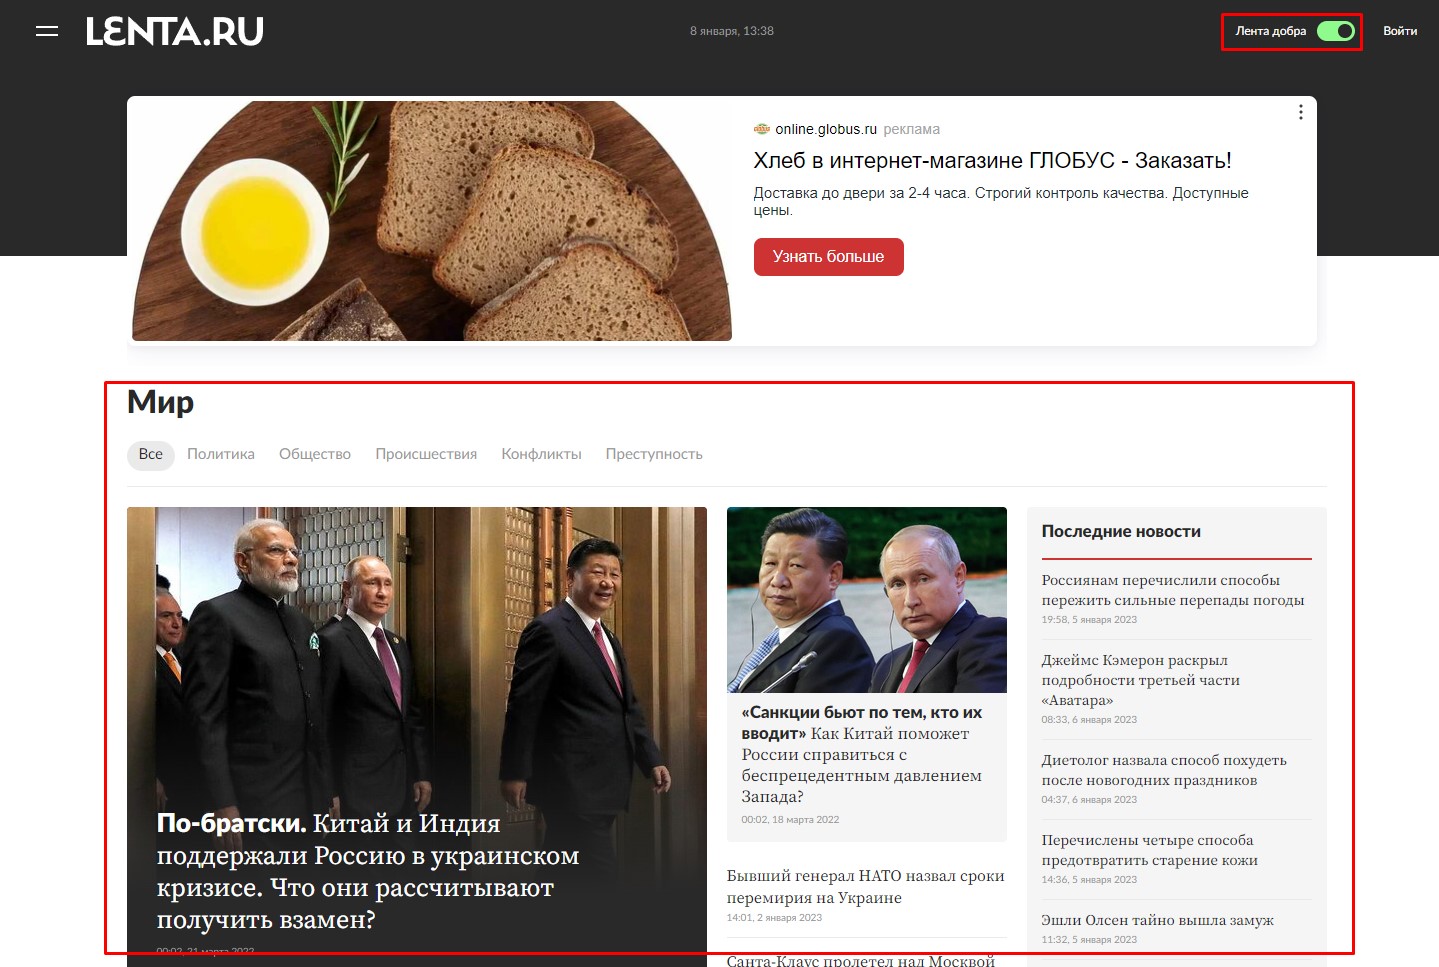 LENTA.RU
8 января, 13:38
Лента добра
Войти
online.globus.ru реклама
Хлеб в интернет-магазине ГЛОБУС - Заказать!
Доставка до двери за 2-4 часа. Строгий контроль качества. Доступные
цены.
Узнать больше
Мир
Все Политика Общество Происшествия Конфликты Преступность
По-братски. Китай и Индия
поддержали Россию в украинском
кризисе. Что они рассчитывают
получить взамен?
00:02, 21 марта 2022
«Санкции бьют по тем, кто их
вводит» Как Китай поможет
России справиться с
беспрецедентным давлением
Запада?
00:02, 18 марта 2022
Бывший генерал НАТО назвал сроки
перемирия на Украине
14:01, 2 января 2023
Санта-Клаус пролетел над Москвой
Последние новости
Россиянам перечислили способы
пережить сильные перепады погоды
19:58, 5 января 2023
Джеймс Кэмерон раскрыл
подробности третьей части
«Аватара»
08:33, 6 января 2023
Диетолог назвала способ похудеть
после новогодних праздников
04:37, 6 января 2023
Перечислены четыре способа
предотвратить старение кожи
14:36, 5 января 2023
Эшли Олсен тайно вышла замуж
11:32, 5 января 2023